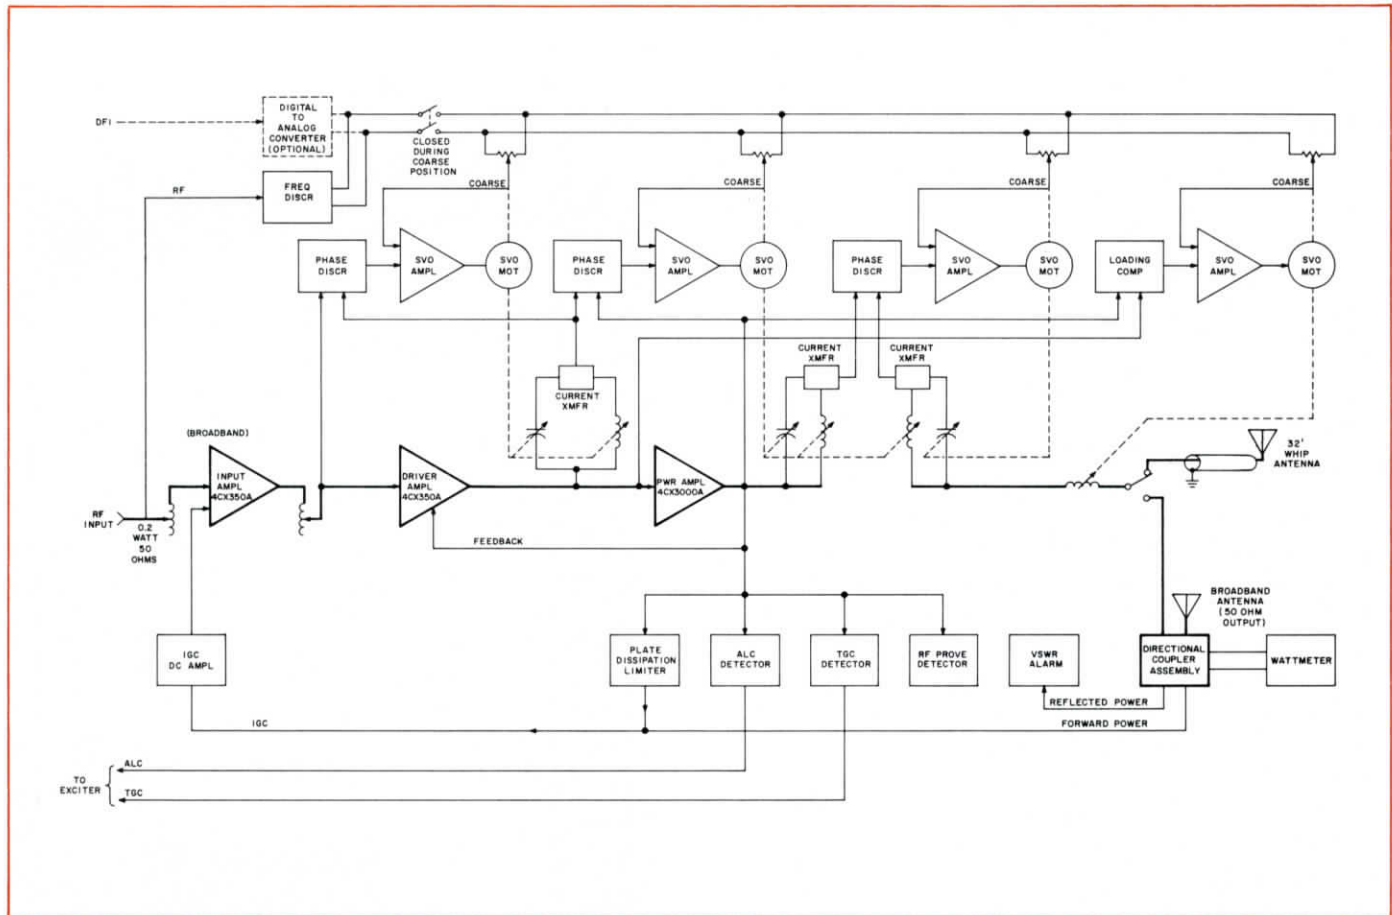 DIGITAL
TO
ANALOG
CONVERTER
(OPTIONAL)
DFI
CLOSED
DURING
COARSE
POSITION
RF
FREQ
DISCR
COARSE
COARSE
COARSE
COARSE
PHASE
DISCR
SVO
AMPL
SVO
MOT
PHASE
DISCR
SVO
AMPL
SVO
MOT
PHASE
DISCR
SVO
AMPL
SVO
MOT
LOADING
COMP
SVO
AMPL
SVO
MOT
CURRENT
XMFR
CURRENT
XMFR
CURRENT
XMFR
(BROADBAND)
INPUT
AMPL
4CX350A
DRIVER
AMPL
4CX350A
PWR AMPL
4CX3000A
32'
WHIP
ANTENNA
RF
INPUT
0.2
WATT
50
OHMS
FEEDBACK
BROADBAND
ANTENNA
(50 OHM
OUTPUT)
IGC
DC AMPL
PLATE
DISSIPATION
LIMITER
ALC
DETECTOR
TGC
DETECTOR
RF PROVE
DETECTOR
VSWR
ALARM
DIRECTIONAL
COUPLER
ASSEMBLY
WATTMETER
REFLECTED POWER
IGC
FORWARD POWER
ALC
TO
EXCITER
TGC